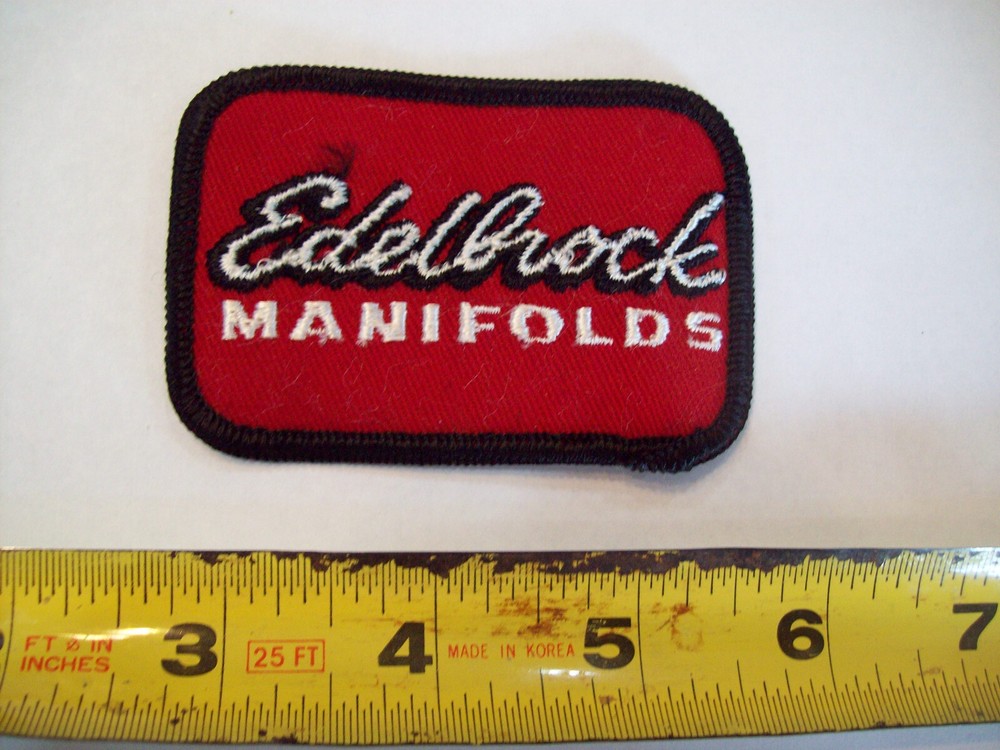 Edelbrock
MANIFOLDS
FT & IN
INCHES
3
25 FT
4
MADE IN KOREA
5
6
7